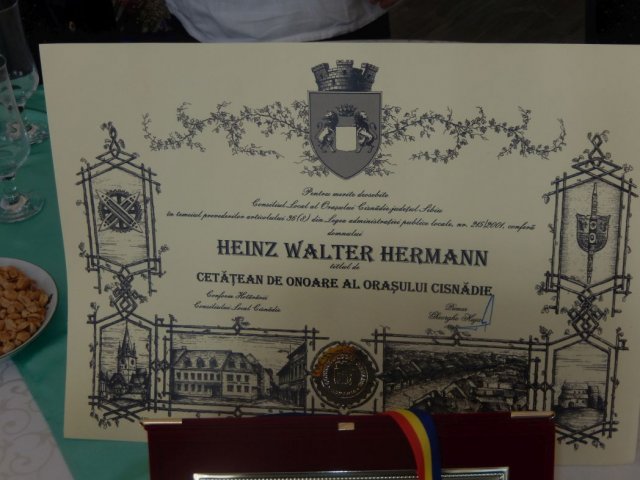 Pentru merite deosebite
Consiliul Local al Orașului Cisnădie, județul Sibiu
în temeiul prevederilor articolului 36(8) din Legea administrației publice locale, nr. 215/2001, conferă
domnului
HEINZ WALTER HERMANN
titlul de
CETĂȚEAN DE ONOARE AL ORAȘULUI CISNĂDIE
Conform Hotărârii
Consiliului Local Cisnădie
Primar
Gheorghe